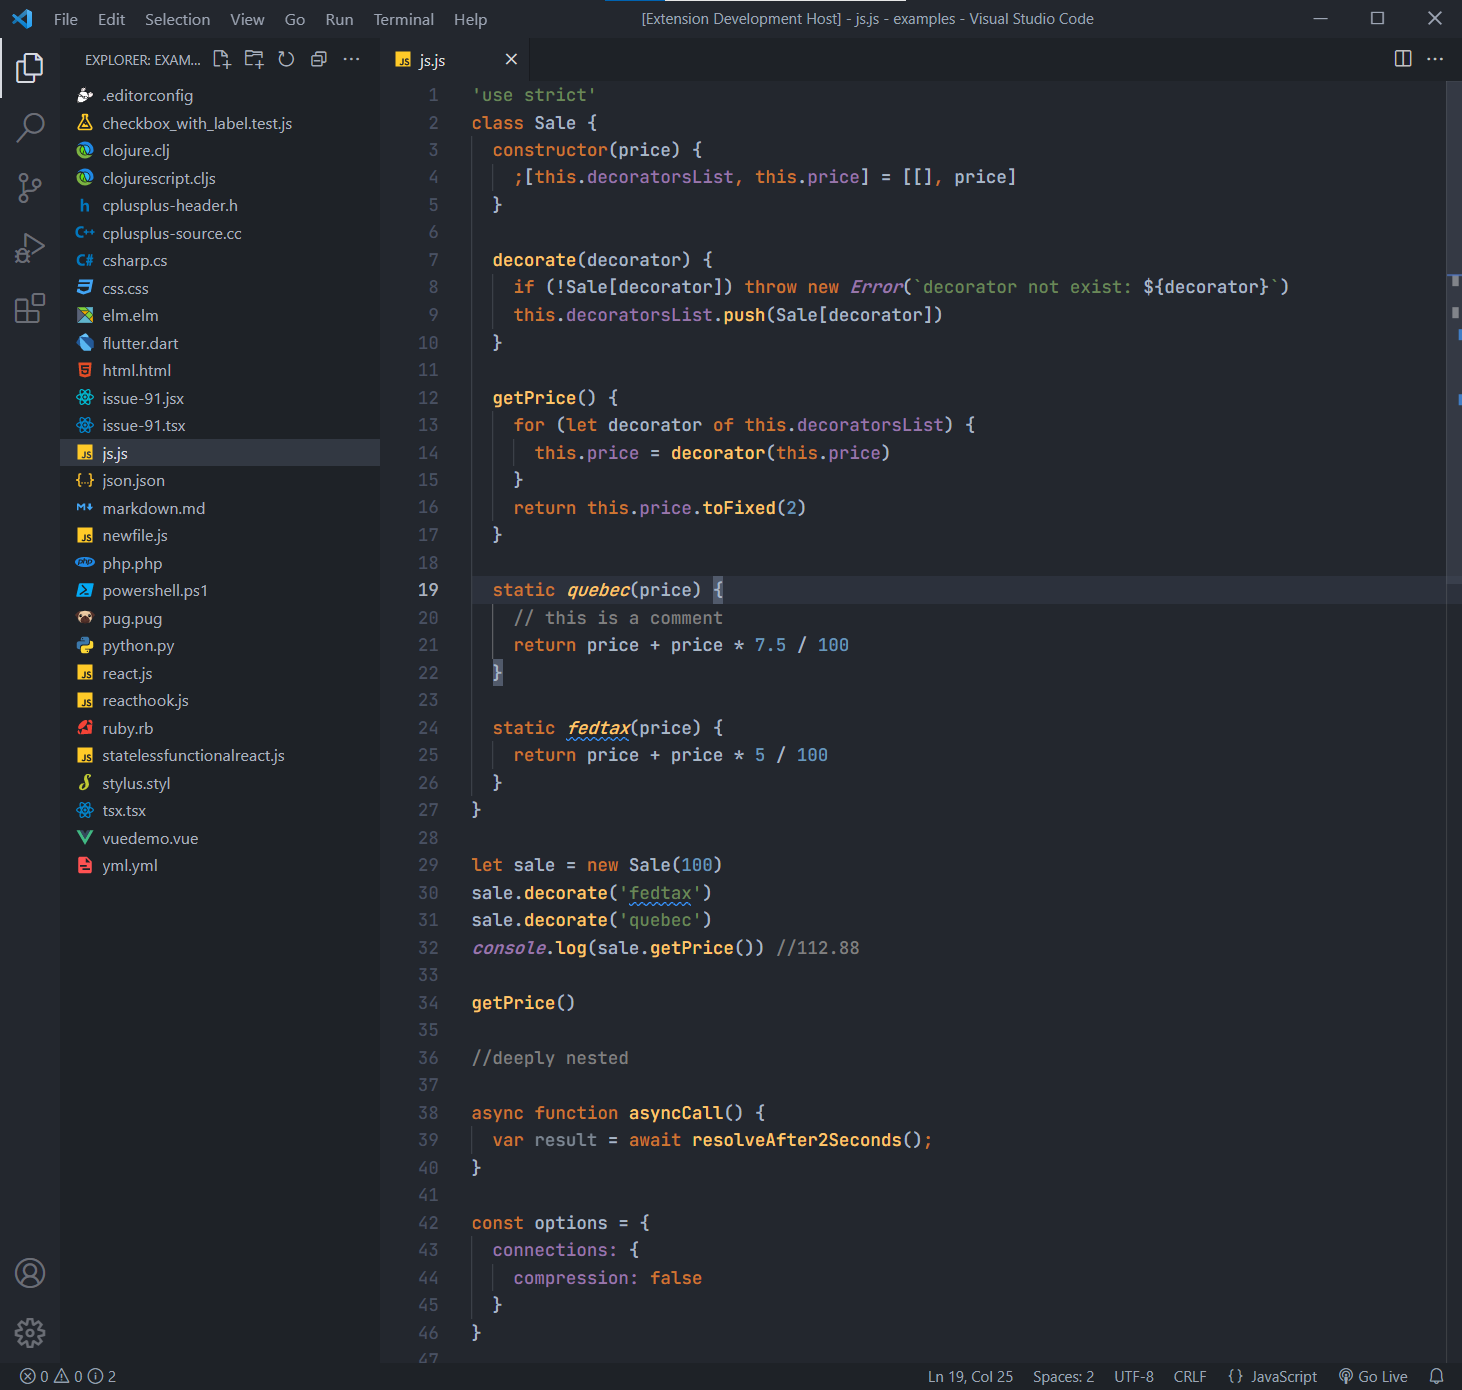 File Edit Selection View Go Run Terminal Help [Extension Development Host] - js.js - examples - Visual Studio Code
EXPLORER: EXAM...
.editorconfig
checkbox_with_label.test.js
clojure.clj
clojurescript.cljs
h cplusplus-header.h
C++ cplusplus-source.cc
C# csharp.cs
css.css
elm.elm
flutter.dart
html.html
issue-91.jsx
issue-91.tsx
JS js.js
{..} json.json
M markdown.md
JS newfile.js
php php.php
powershell.ps1
pug.pug
python.py
JS react.js
JS reacthook.js
ruby.rb
JS statelessfunctionalreact.js
stylus.styl
tsx.tsx
vuedemo.vue
yml.yml
JS js.js
1 'use strict'
2 class Sale {
3 constructor(price) {
4 ;[this.decoratorsList, this.price] = [[], price]
5 }
6
7 decorate(decorator) {
8 if (!Sale[decorator]) throw new Error(`decorator not exist: ${decorator}`)
9 this.decoratorsList.push(Sale[decorator])
10 }
11
12 getPrice() {
13 for (let decorator of this.decoratorsList) {
14 this.price = decorator(this.price)
15 }
16 return this.price.toFixed(2)
17 }
18
19 static quebec(price) {
20 // this is a comment
21 return price + price * 7.5 / 100
22 }
23
24 static fedtax(price) {
25 return price + price * 5 / 100
26 }
27 }
28
29 let sale = new Sale(100)
30 sale.decorate('fedtax')
31 sale.decorate('quebec')
32 console.log(sale.getPrice()) //112.88
33
34 getPrice()
35
36 //deeply nested
37
38 async function asyncCall() {
39 var result = await resolveAfter2Seconds();
40 }
41
42 const options = {
43 connections: {
44 compression: false
45 }
46 }
47
0 0 2 Ln 19, Col 25 Spaces: 2 UTF-8 CRLF {} JavaScript Go Live